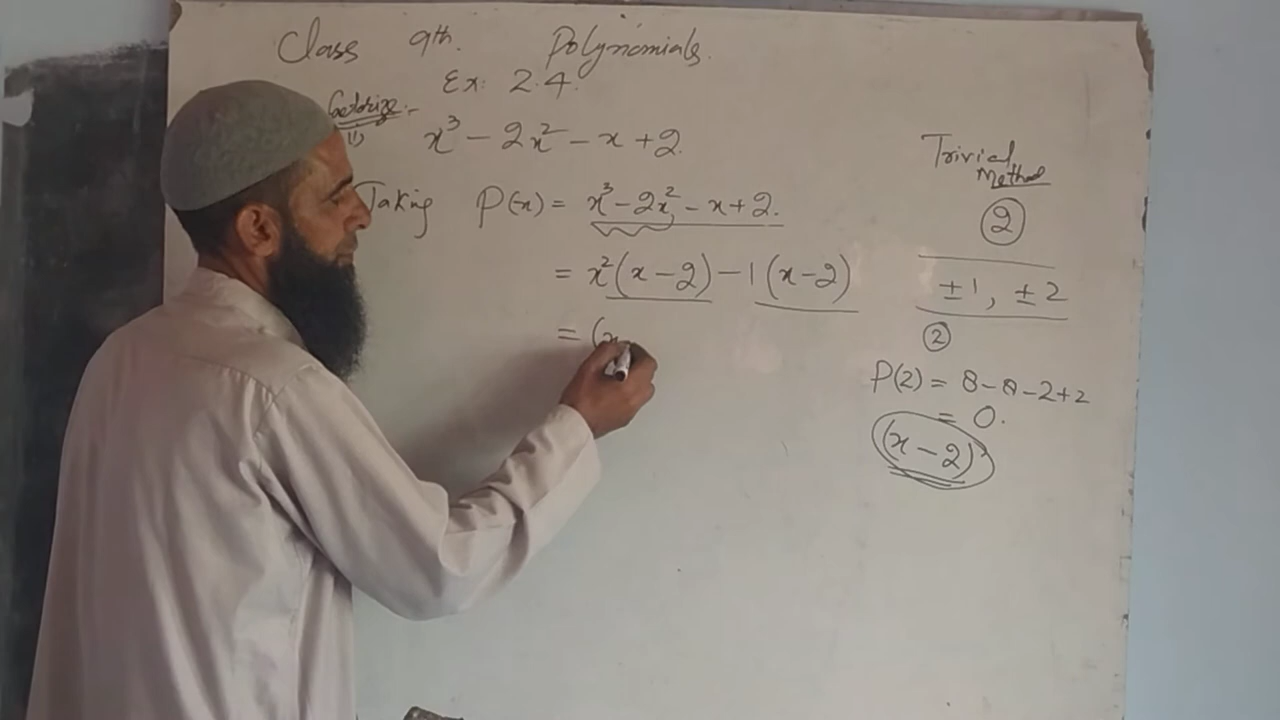 Class 9th. Polynomials.
Ex: 2.4.
Factorize:-
(i) x³ - 2x² - x + 2.
Taking P(x) = x³ - 2x² - x + 2.
= x²(x - 2) - 1(x - 2)
= (x
Trivial
Method
2
±1, ±2
2
P(2) = 8 - 8 - 2 + 2
= 0.
(x - 2)